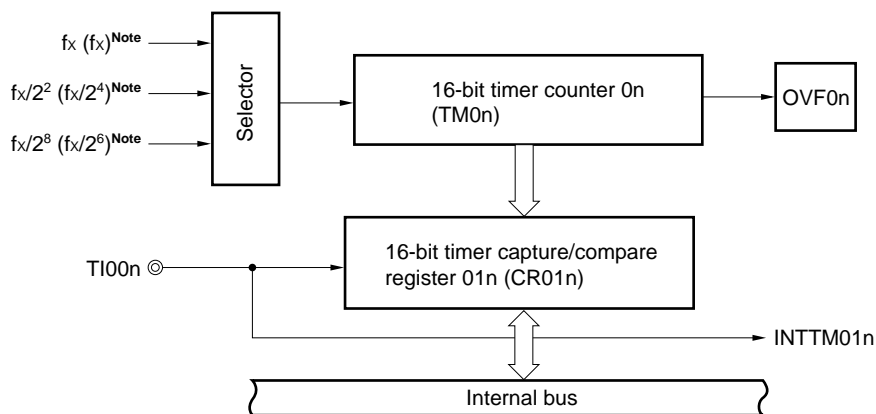 fX (fX)Note
fX/2² (fX/2⁴)Note
fX/2⁸ (fX/2⁶)Note
Selector
16-bit timer counter 0n
(TM0n)
OVF0n
TI00n
16-bit timer capture/compare
register 01n (CR01n)
INTTM01n
Internal bus